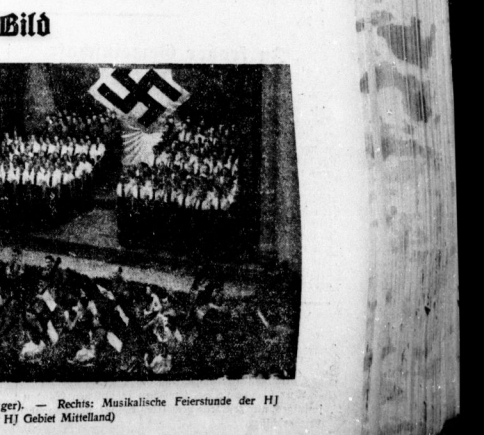 Bild
ger). — Rechts: Musikalische Feierstunde der HJ
HJ Gebiet Mittelland)